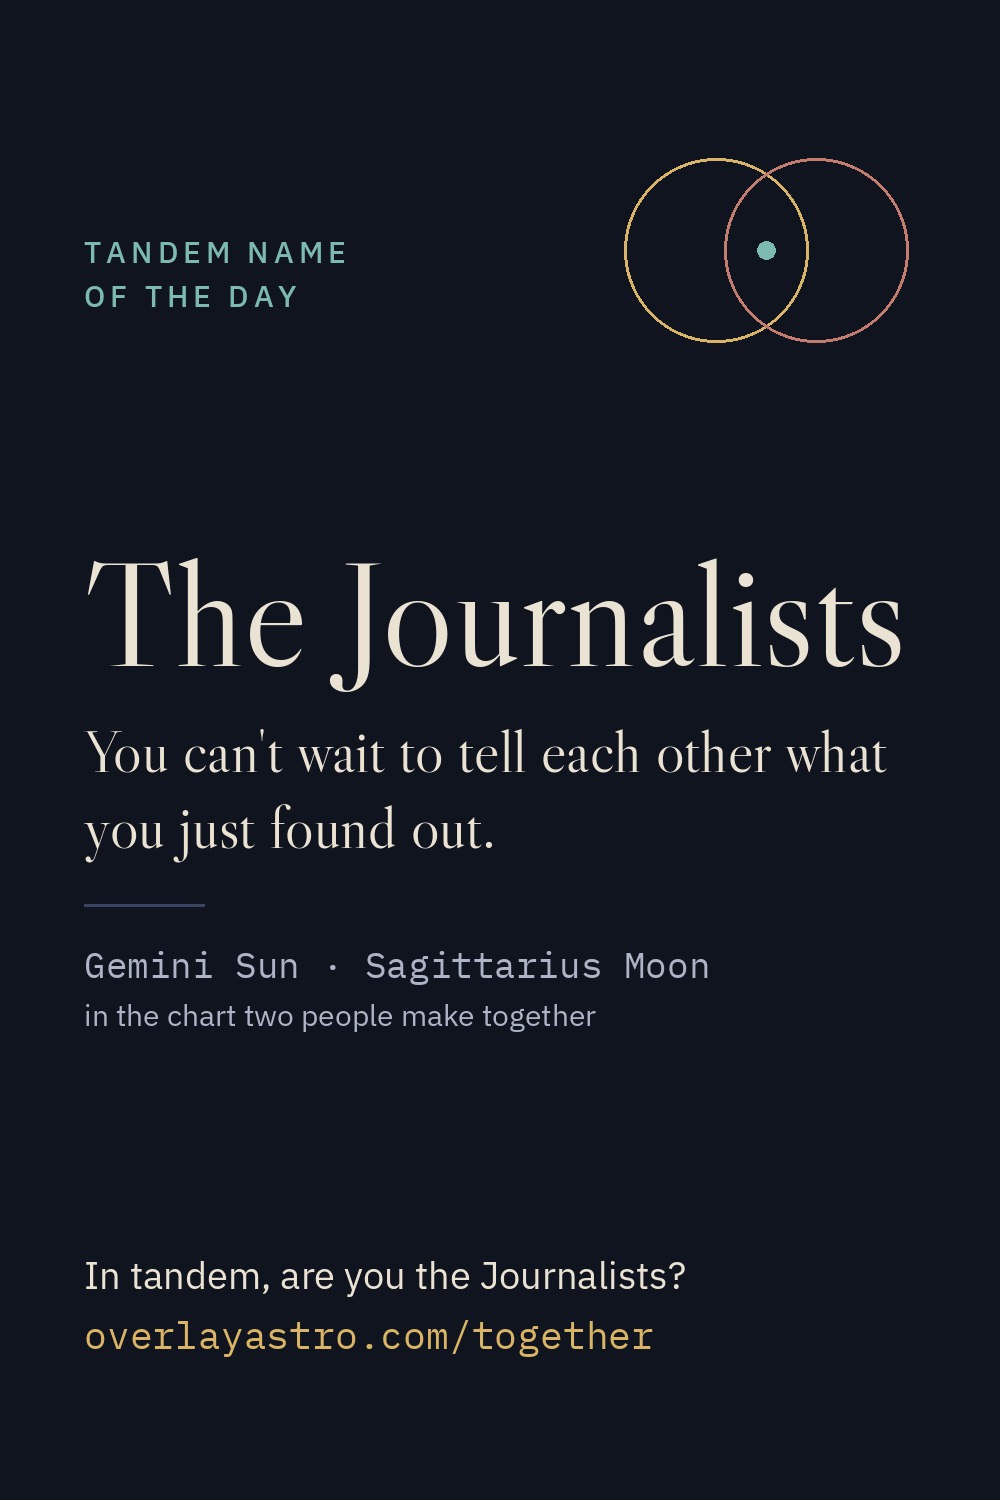 TANDEM NAME
OF THE DAY
The Journalists
You can't wait to tell each other what
you just found out.
Gemini Sun · Sagittarius Moon
in the chart two people make together
In tandem, are you the Journalists?
overlayastro.com/together